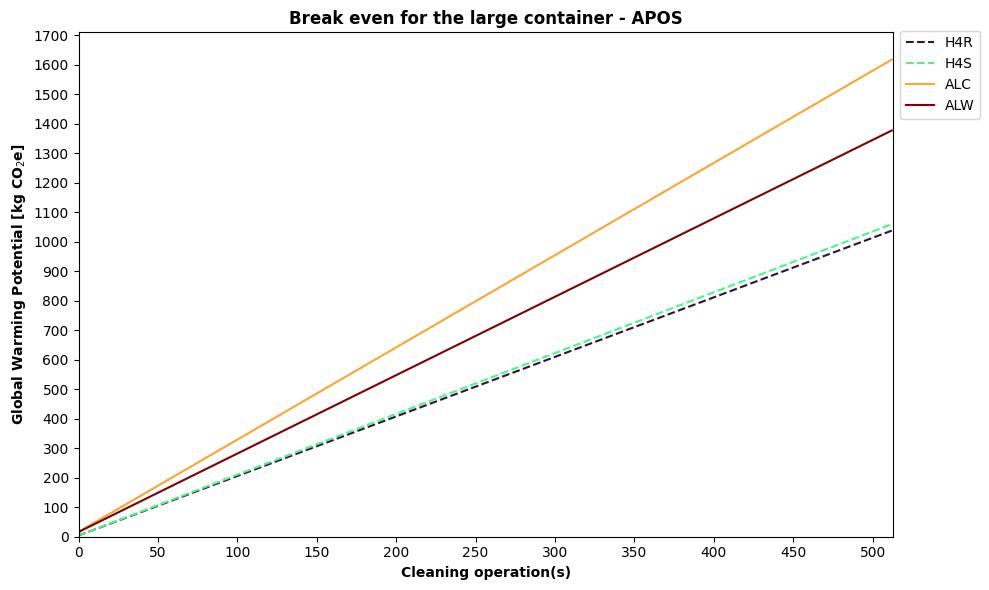 Break even for the large container - APOS
Global Warming Potential [kg CO₂e]
1700
1600
1500
1400
1300
1200
1100
1000
900
800
700
600
500
400
300
200
100
0
0 50 100 150 200 250 300 350 400 450 500
Cleaning operation(s)
H4R
H4S
ALC
ALW